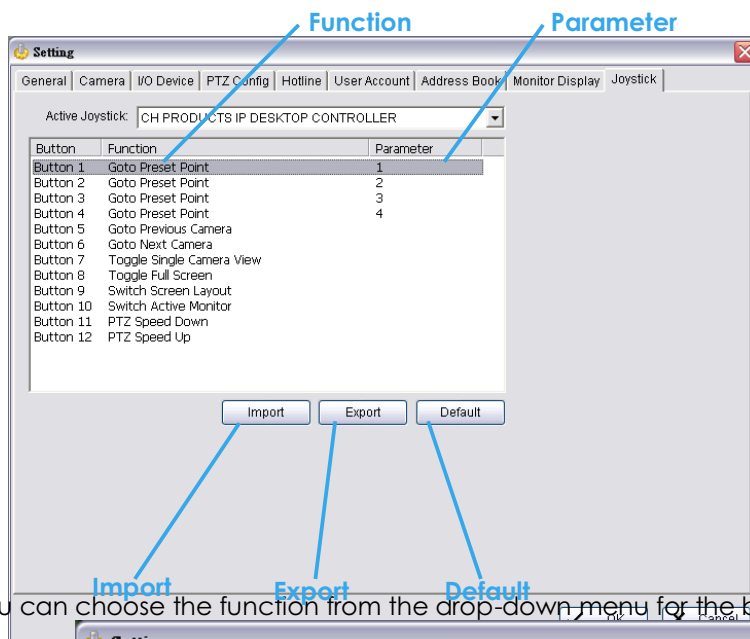 Function Parameter
Setting
General Camera I/O Device PTZ Config Hotline User Account Address Book Monitor Display Joystick
Active Joystick: CH PRODUCTS IP DESKTOP CONTROLLER
Button Function Parameter
Button 1 Goto Preset Point 1
Button 2 Goto Preset Point 2
Button 3 Goto Preset Point 3
Button 4 Goto Preset Point 4
Button 5 Goto Previous Camera
Button 6 Goto Next Camera
Button 7 Toggle Single Camera View
Button 8 Toggle Full Screen
Button 9 Switch Screen Layout
Button 10 Switch Active Monitor
Button 11 PTZ Speed Down
Button 12 PTZ Speed Up
Import Export Default
Import Export Default
u can choose the function from the drop-down menu for the b
OK Cancel